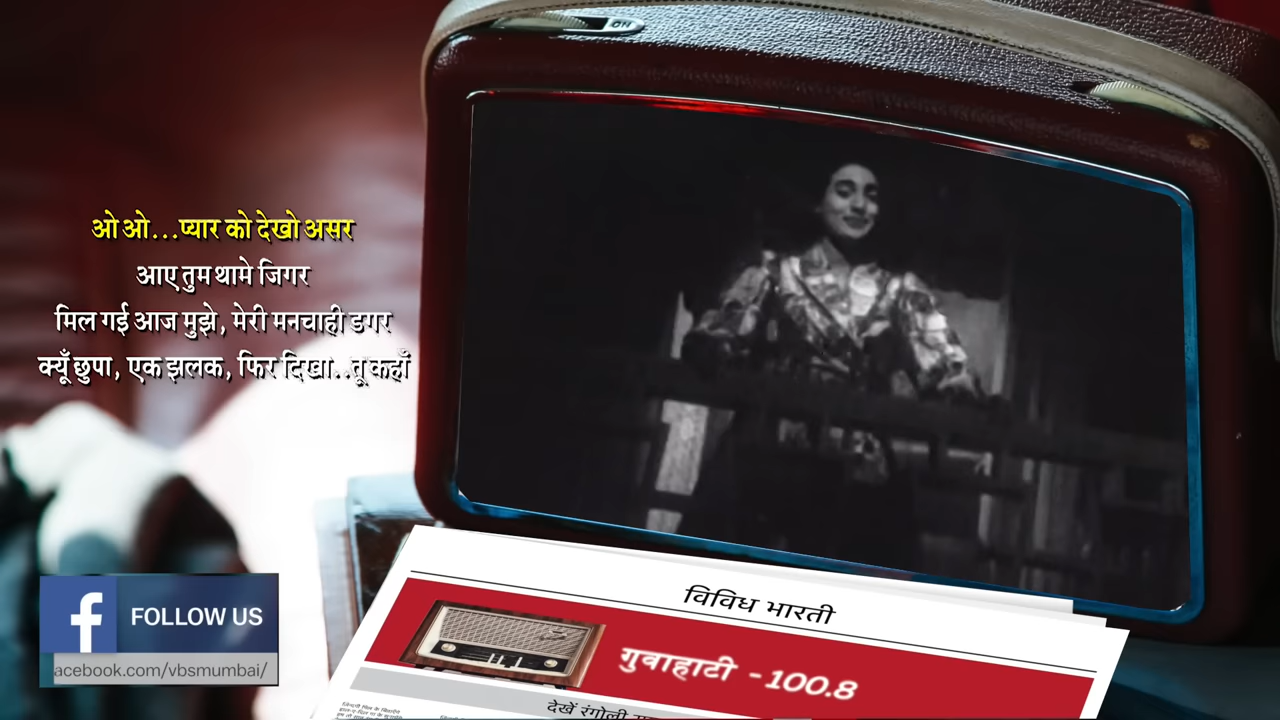 ON
ओ ओ...प्यार को देखो असर
आए तुम थामे जिगर
मिल गई आज मुझे, मेरी मनचाही डगर
क्यूँ छुपा, एक झलक, फिर दिखा..तू कहाँ
f FOLLOW US
acebook.com/vbsmumbai/
विविध भारती
गुवाहाटी -100.8
देखें रंगोली